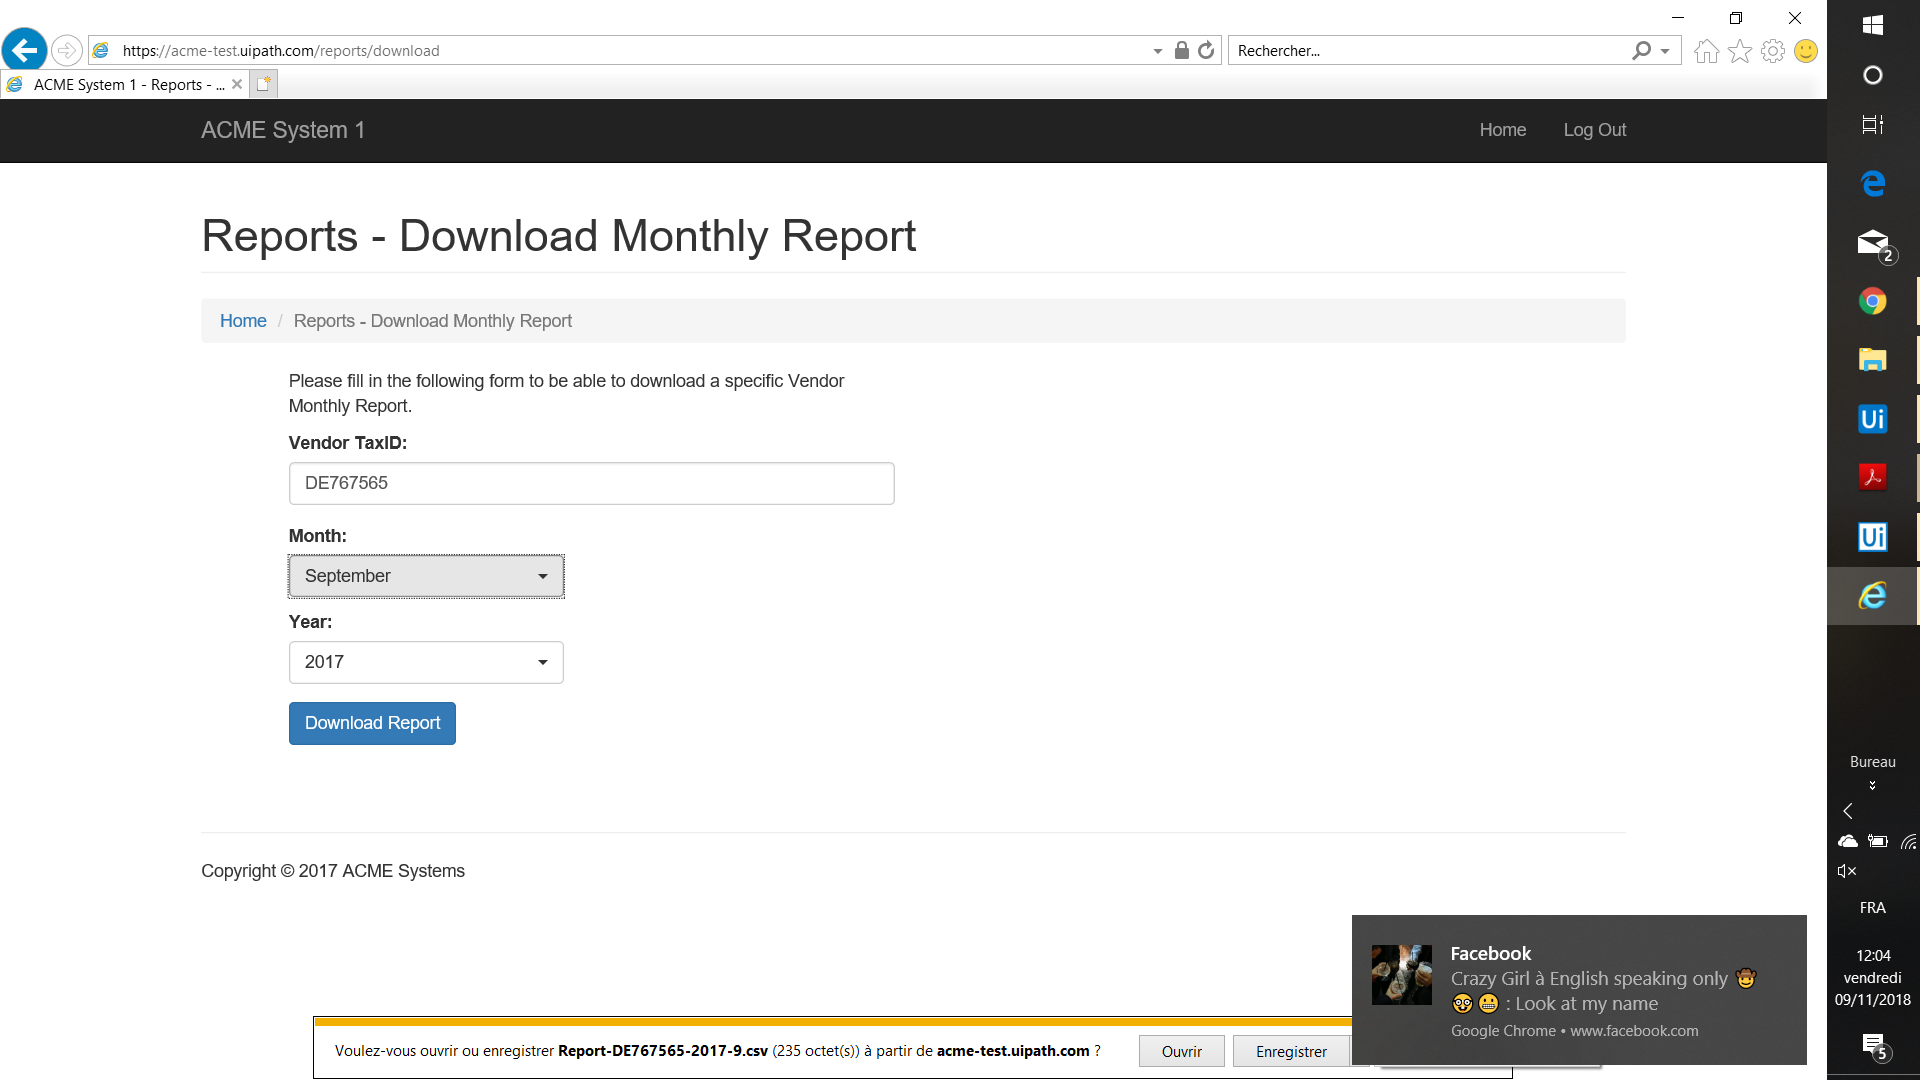 https://acme-test.uipath.com/reports/download
Rechercher...
ACME System 1 - Reports - ...
ACME System 1
Home
Log Out
Reports - Download Monthly Report
Home / Reports - Download Monthly Report
Please fill in the following form to be able to download a specific Vendor
Monthly Report.
Vendor TaxID:
DE767565
Month:
September
Year:
2017
Download Report
Copyright © 2017 ACME Systems
Voulez-vous ouvrir ou enregistrer Report-DE767565-2017-9.csv (235 octet(s)) à partir de acme-test.uipath.com ?
Ouvrir
Enregistrer
Facebook
Crazy Girl à English speaking only 🤠
🤓😬 : Look at my name
Google Chrome • www.facebook.com
2
Ui
Ui
Bureau
FRA
12:04
vendredi
09/11/2018
5